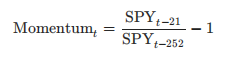 Momentum_t = SPY_{t−21} / SPY_{t−252} − 1